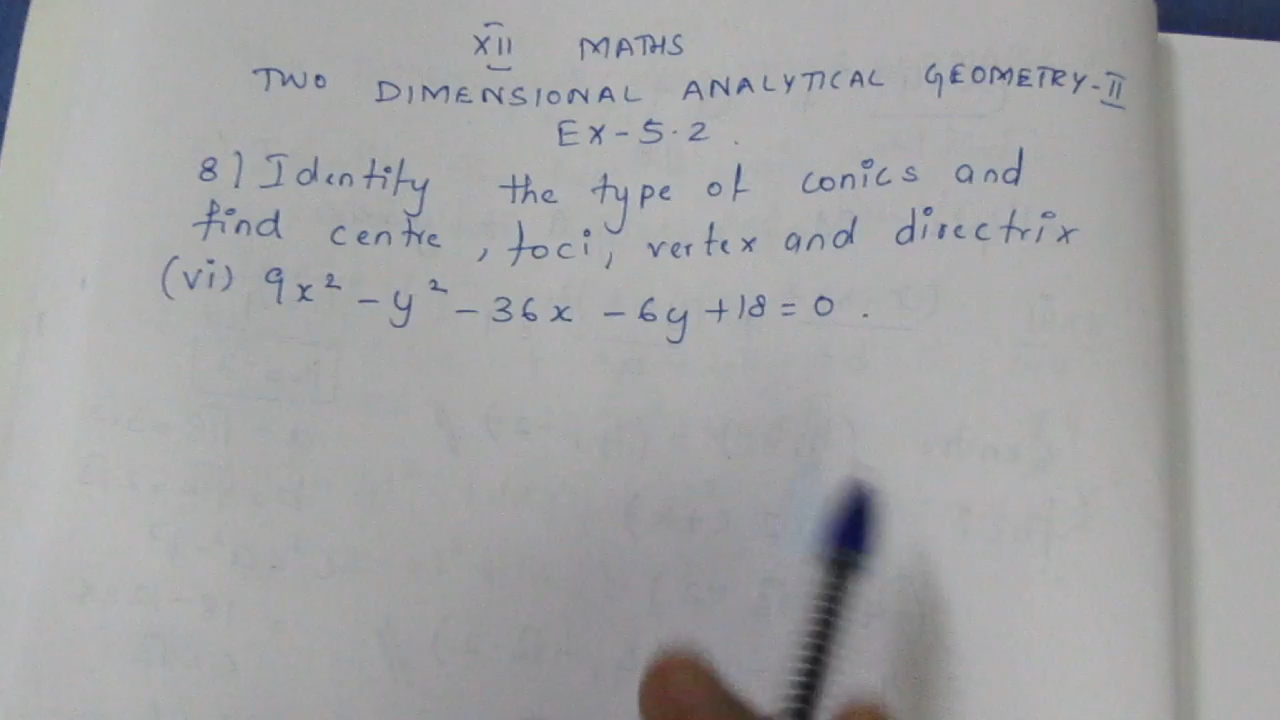 XII MATHS
TWO DIMENSIONAL ANALYTICAL GEOMETRY-II
EX-5.2.
8) Identify the type of conics and
find centre, foci, vertex and directrix
(vi) 9x² - y² - 36x - 6y + 18 = 0.